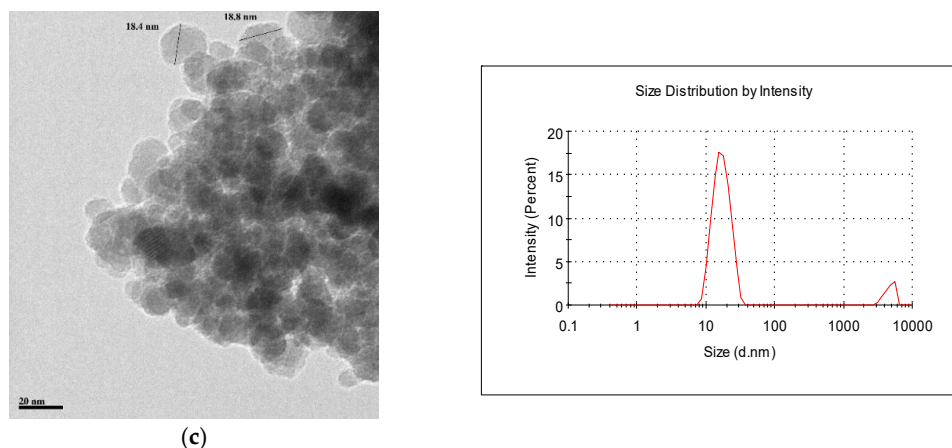 18.4 nm
18.8 nm
20 nm
(c)
Size Distribution by Intensity
Intensity (Percent)
20
15
10
5
0
0.1 1 10 100 1000 10000
Size (d.nm)